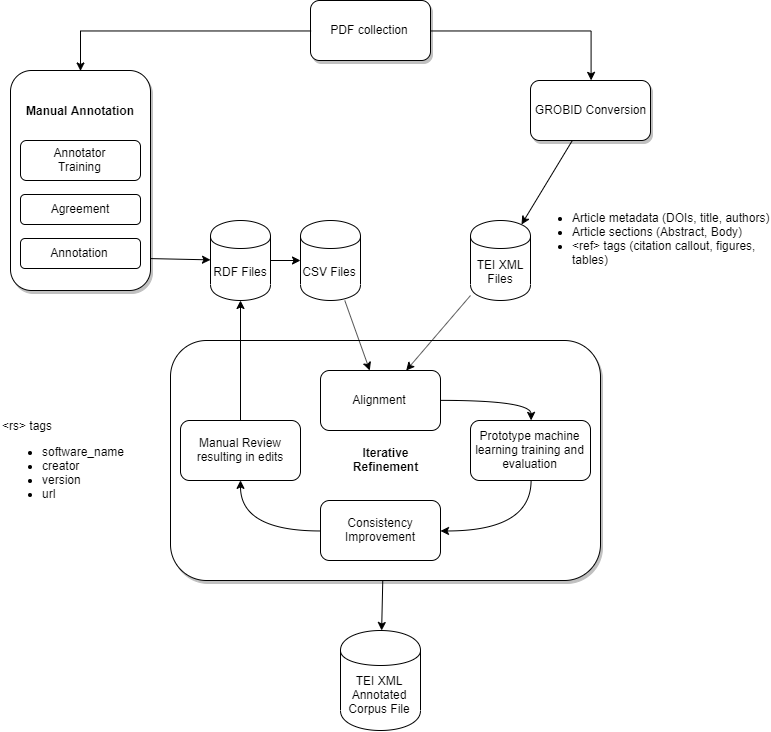 PDF collection
Manual Annotation
Annotator
Training
Agreement
Annotation
GROBID Conversion
RDF Files
CSV Files
TEI XML
Files
• Article metadata (DOIs, title, authors)
• Article sections (Abstract, Body)
• <ref> tags (citation callout, figures,
tables)
Alignment
Manual Review
resulting in edits
Iterative
Refinement
Prototype machine
learning training and
evaluation
Consistency
Improvement
<rs> tags
• software_name
• creator
• version
• url
TEI XML
Annotated
Corpus File